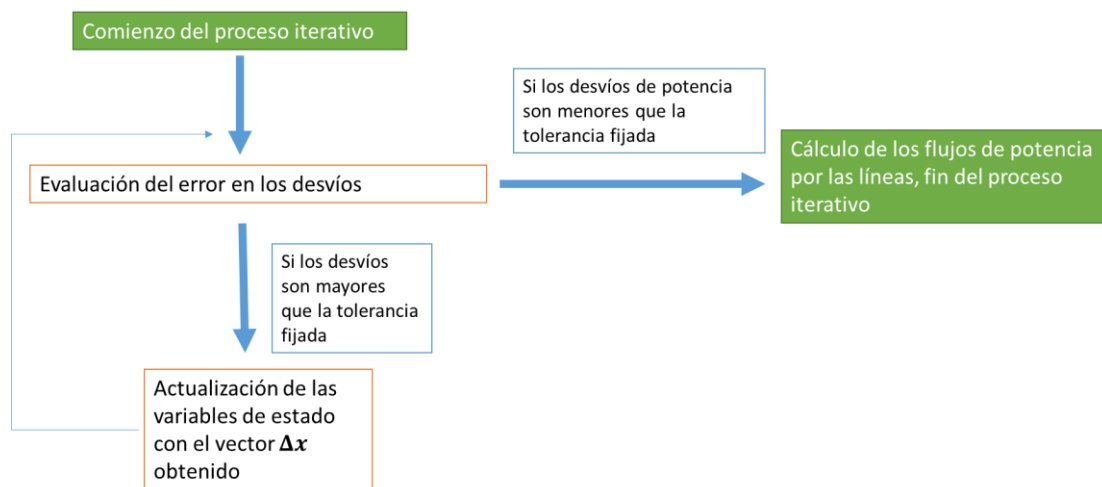 Comienzo del proceso iterativo
Si los desvíos de potencia
son menores que la
tolerancia fijada
Cálculo de los flujos de potencia
por las líneas, fin del proceso
iterativo
Evaluación del error en los desvíos
Si los desvíos
son mayores
que la tolerancia
fijada
Actualización de las
variables de estado
con el vector Δx
obtenido